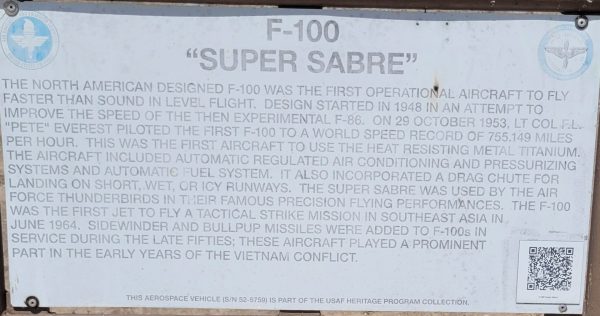 F-100
"SUPER SABRE"
THE NORTH AMERICAN DESIGNED F-100 WAS THE FIRST OPERATIONAL AIRCRAFT TO FLY
FASTER THAN SOUND IN LEVEL FLIGHT. DESIGN STARTED IN 1948 IN AN ATTEMPT TO
IMPROVE THE SPEED OF THE THEN EXPERIMENTAL F-86. ON 29 OCTOBER 1953, LT COL F.L.
"PETE" EVEREST PILOTED THE FIRST F-100 TO A WORLD SPEED RECORD OF 755.149 MILES
PER HOUR. THIS WAS THE FIRST AIRCRAFT TO USE THE HEAT RESISTING METAL TITANIUM.
THE AIRCRAFT INCLUDED AUTOMATIC REGULATED AIR CONDITIONING AND PRESSURIZING
SYSTEMS AND AUTOMATIC FUEL SYSTEM. IT ALSO INCORPORATED A DRAG CHUTE FOR
LANDING ON SHORT, WET, OR ICY RUNWAYS. THE SUPER SABRE WAS USED BY THE AIR
FORCE THUNDERBIRDS IN THEIR FAMOUS PRECISION FLYING PERFORMANCES. THE F-100
WAS THE FIRST JET TO FLY A TACTICAL STRIKE MISSION IN SOUTHEAST ASIA IN
JUNE 1964. SIDEWINDER AND BULLPUP MISSILES WERE ADDED TO F-100s IN
SERVICE DURING THE LATE FIFTIES; THESE AIRCRAFT PLAYED A PROMINENT
PART IN THE EARLY YEARS OF THE VIETNAM CONFLICT.
THIS AEROSPACE VEHICLE (S/N 52-5759) IS PART OF THE USAF HERITAGE PROGRAM COLLECTION.